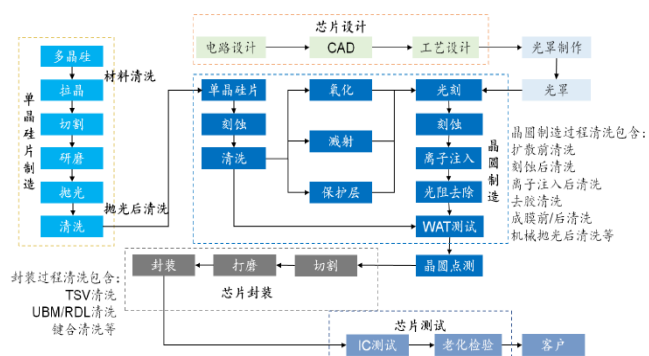 芯片设计
电路设计
CAD
工艺设计
光罩制作
光罩
单晶硅片制造
多晶硅
材料清洗
拉晶
切割
研磨
抛光
抛光后清洗
清洗
单晶硅片
刻蚀
清洗
氧化
溅射
保护层
光刻
刻蚀
离子注入
光阻去除
WAT测试
晶圆制造
晶圆制造过程清洗包含:
扩散前清洗
刻蚀后清洗
离子注入后清洗
去胶清洗
成膜前/后清洗
机械抛光后清洗等
晶圆点测
切割
打磨
封装
芯片封装
封装过程清洗包含:
TSV清洗
UBM/RDL清洗
键合清洗等
芯片测试
IC测试
老化检验
客户